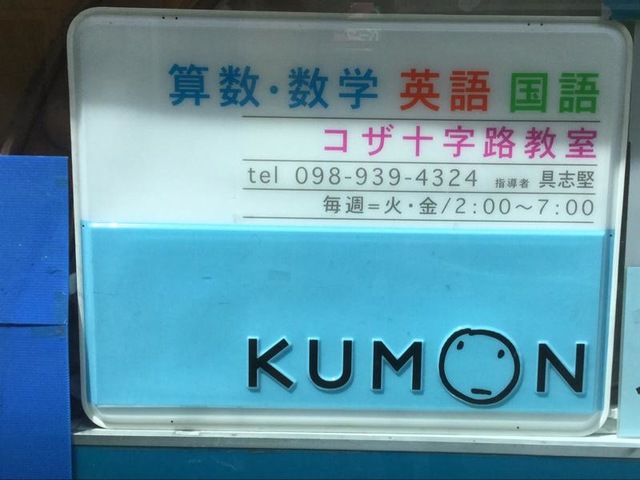 算数・数学 英語 国語
コザ十字路教室
tel 098-939-4324 指導者 具志堅
毎週=火・金/2:00〜7:00
KUMON